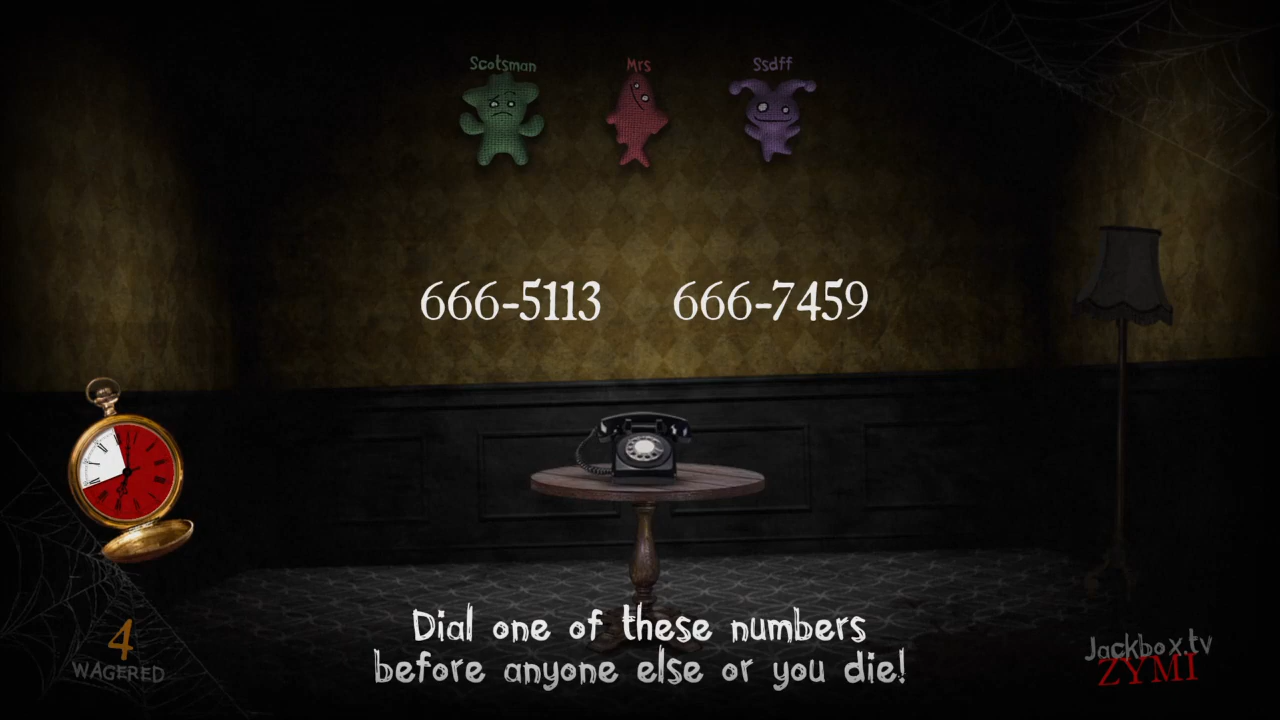 Scotsman
Mrs
Ssdff
666-5113
666-7459
4
WAGERED
Dial one of these numbers
before anyone else or you die!
Jackbox.tv
ZYMI